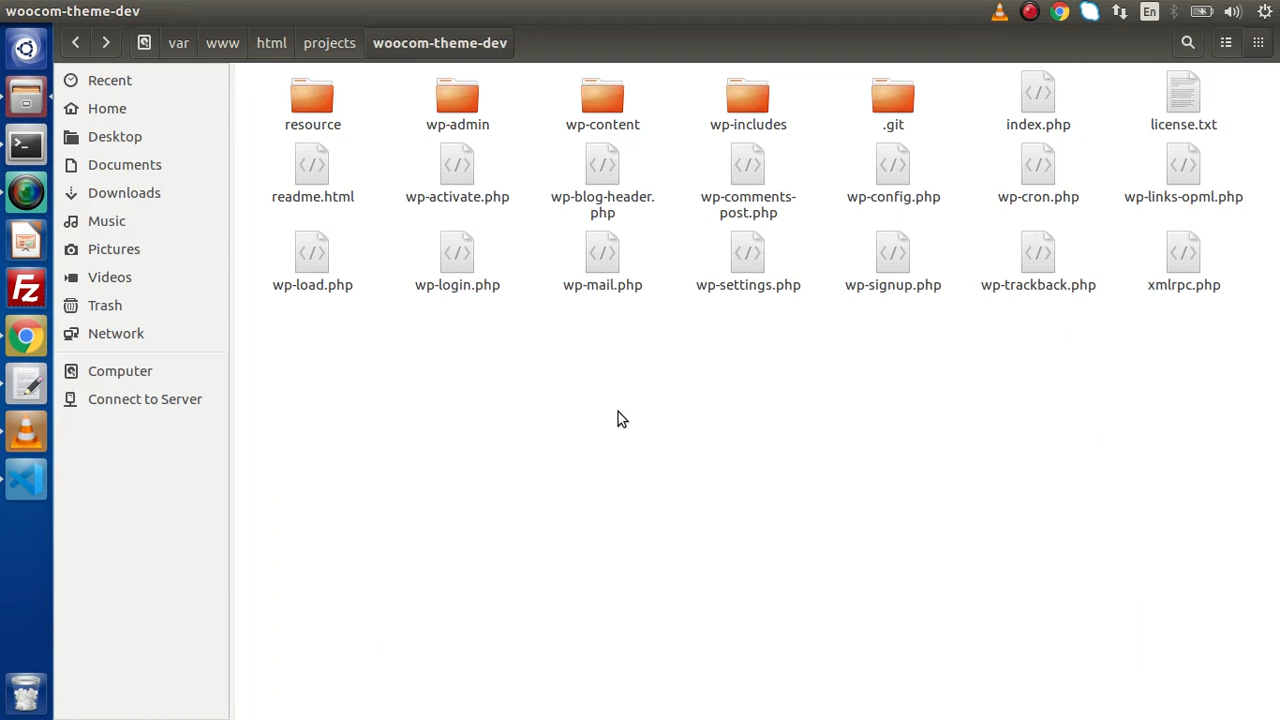 woocom-theme-dev
En
var
www
html
projects
woocom-theme-dev
Recent
Home
Desktop
Documents
Downloads
Music
Pictures
Videos
Trash
Network
Computer
Connect to Server
resource
wp-admin
wp-content
wp-includes
.git
index.php
license.txt
readme.html
wp-activate.php
wp-blog-header.
php
wp-comments-
post.php
wp-config.php
wp-cron.php
wp-links-opml.php
wp-load.php
wp-login.php
wp-mail.php
wp-settings.php
wp-signup.php
wp-trackback.php
xmlrpc.php
Fz